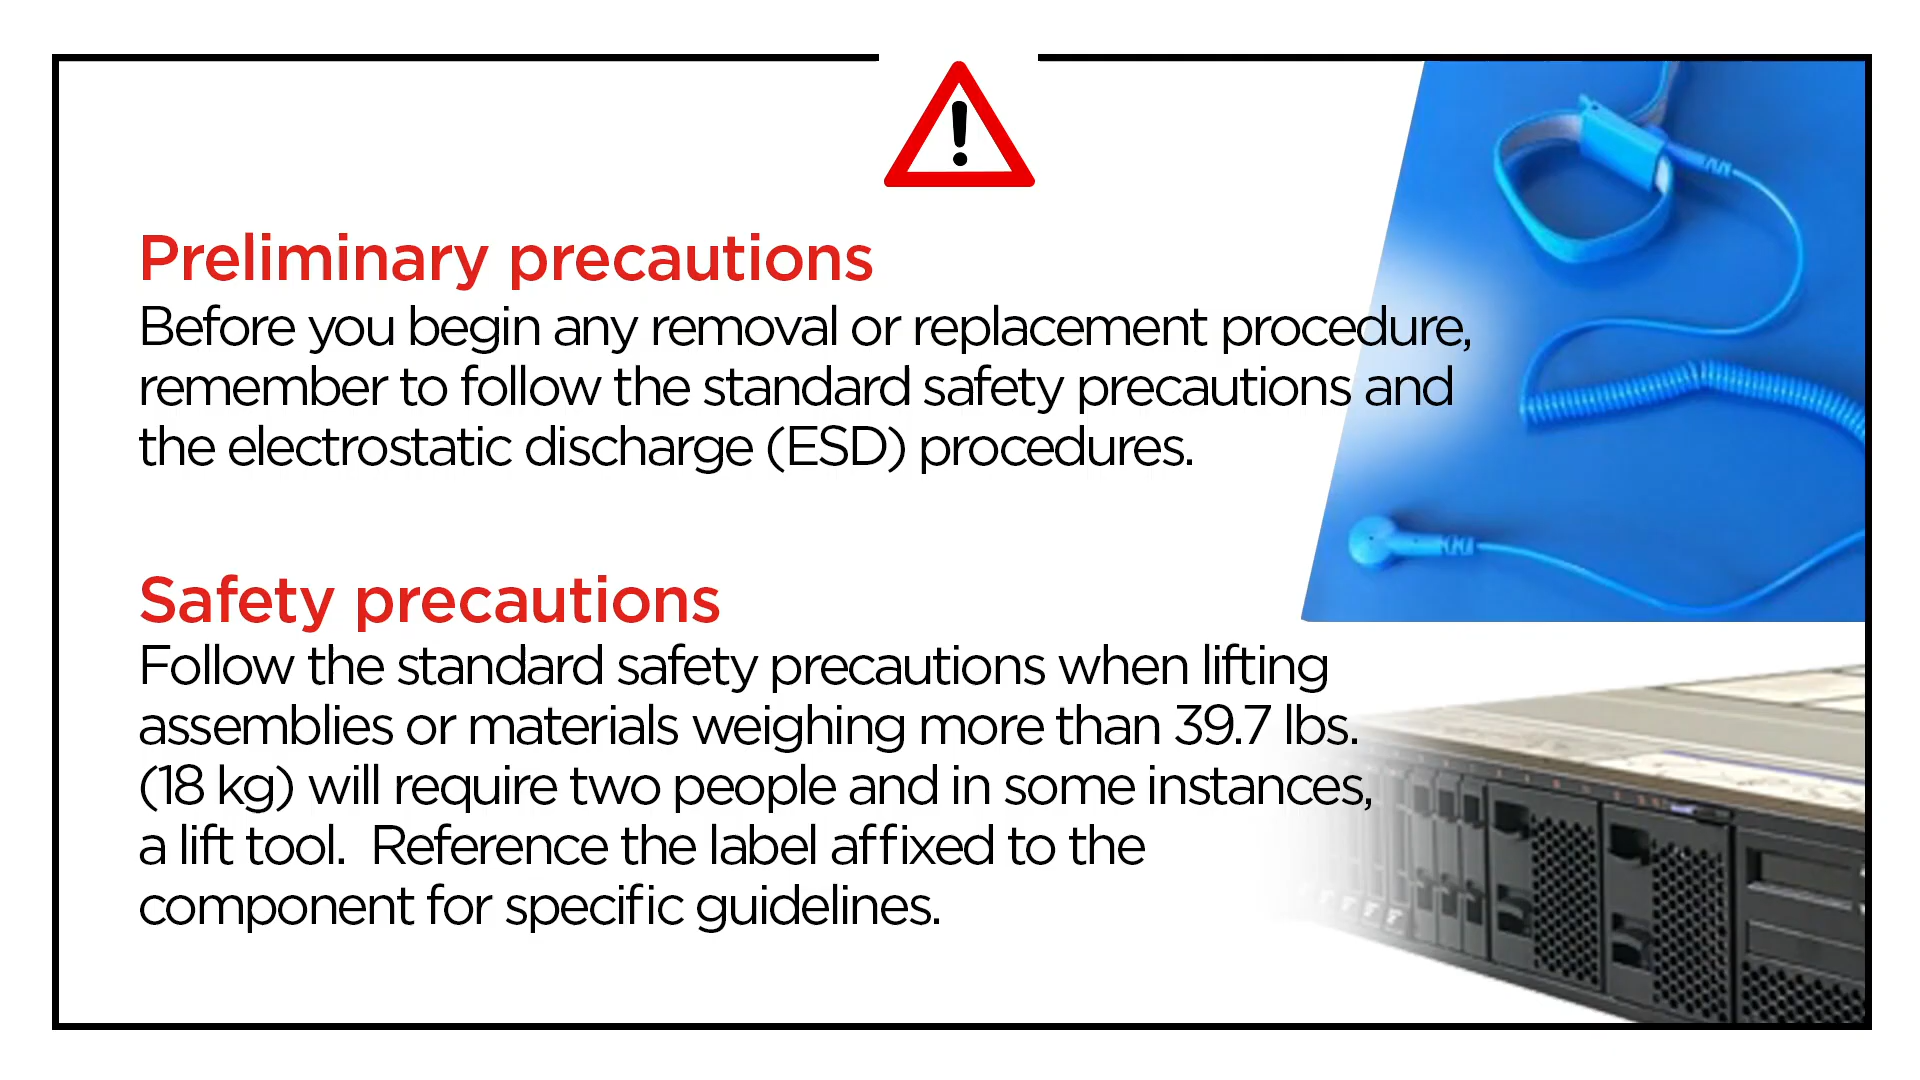 Preliminary precautions
Before you begin any removal or replacement procedure,
remember to follow the standard safety precautions and
the electrostatic discharge (ESD) procedures.
Safety precautions
Follow the standard safety precautions when lifting
assemblies or materials weighing more than 39.7 lbs.
(18 kg) will require two people and in some instances,
a lift tool.  Reference the label affixed to the
component for specific guidelines.